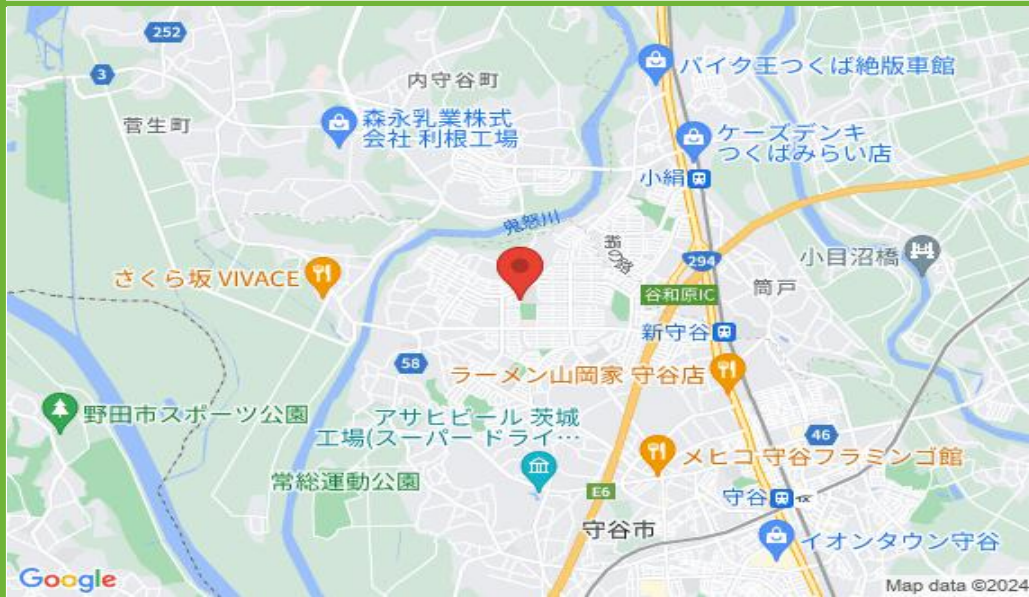 252
3
内守谷町
バイク王つくば絶版車館
森永乳業株式
会社 利根工場
菅生町
ケーズデンキ
つくばみらい店
小絹
鬼怒川
さくら坂 VIVACE
294
小目沼橋
谷和原IC
筒戸
新守谷
58
ラーメン山岡家 守谷店
野田市スポーツ公園
アサヒビール 茨城
工場(スーパー ドライ…
46
メヒコ 守谷フラミンゴ館
常総運動公園
E6
守谷
守谷市
イオンタウン守谷
Google
Map data ©2024